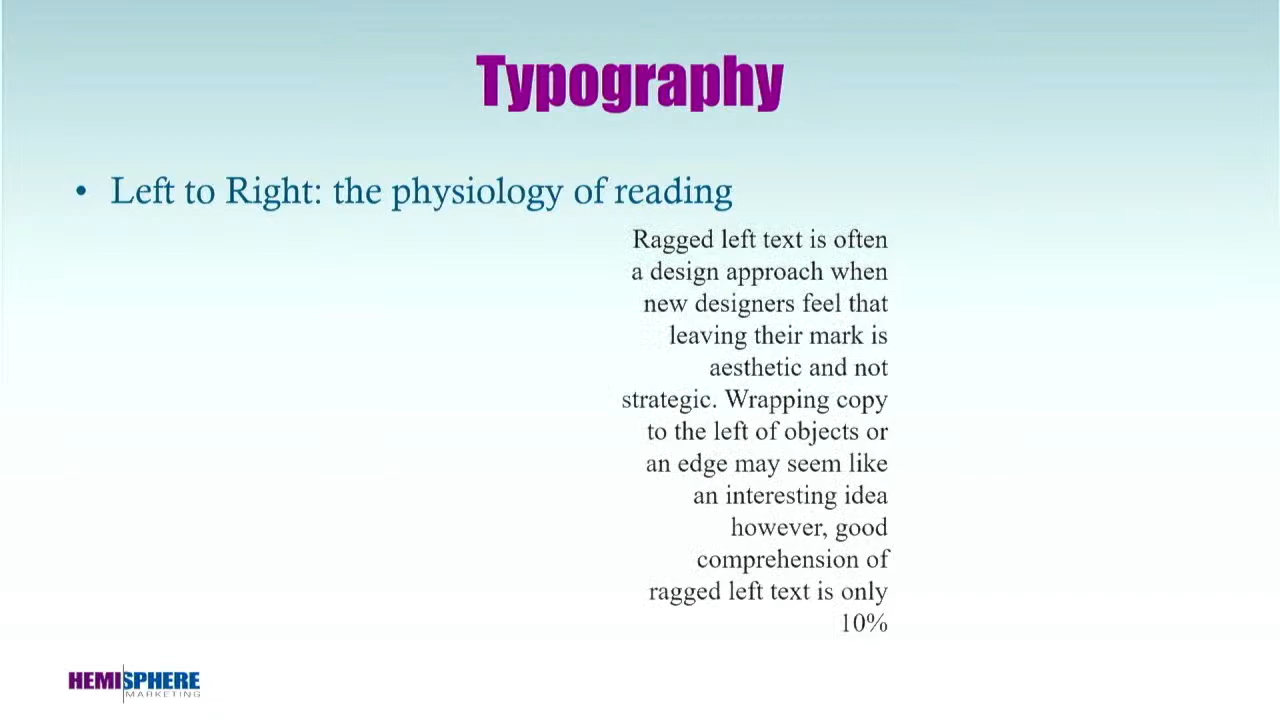 Typography
• Left to Right: the physiology of reading
Ragged left text is often
a design approach when
new designers feel that
leaving their mark is
aesthetic and not
strategic. Wrapping copy
to the left of objects or
an edge may seem like
an interesting idea
however, good
comprehension of
ragged left text is only
10%
HEMISPHERE
MARKETING